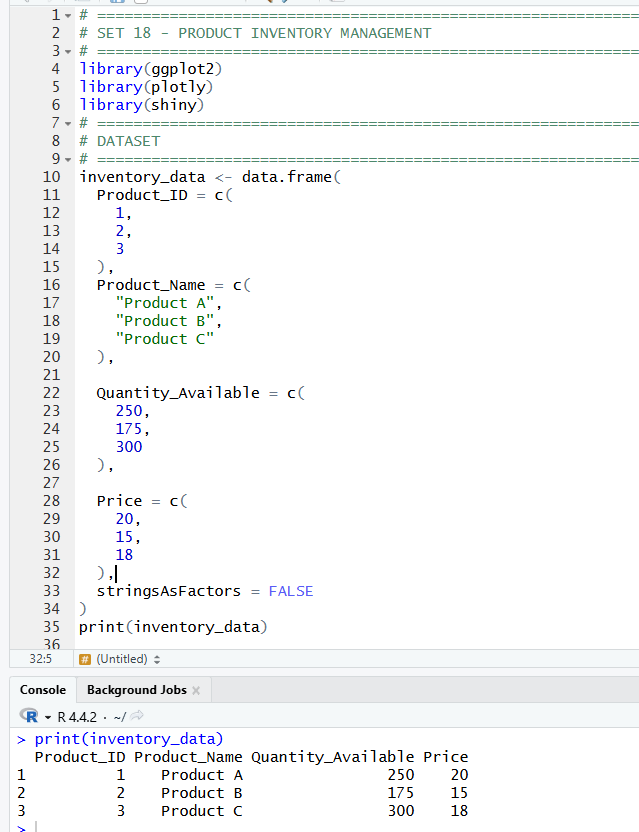 1 # ============================================================
2 # SET 18 - PRODUCT INVENTORY MANAGEMENT
3 # ============================================================
4 library(ggplot2)
5 library(plotly)
6 library(shiny)
7 # ============================================================
8 # DATASET
9 # ============================================================
10 inventory_data <- data.frame(
11   Product_ID = c(
12     1,
13     2,
14     3
15   ),
16   Product_Name = c(
17     "Product A",
18     "Product B",
19     "Product C"
20   ),
21
22   Quantity_Available = c(
23     250,
24     175,
25     300
26   ),
27
28   Price = c(
29     20,
30     15,
31     18
32   ),
33   stringsAsFactors = FALSE
34 )
35 print(inventory_data)
36
32:5 # (Untitled)
Console Background Jobs
R R 4.4.2 · ~/
> print(inventory_data)
  Product_ID Product_Name Quantity_Available Price
1          1    Product A                250    20
2          2    Product B                175    15
3          3    Product C                300    18
>